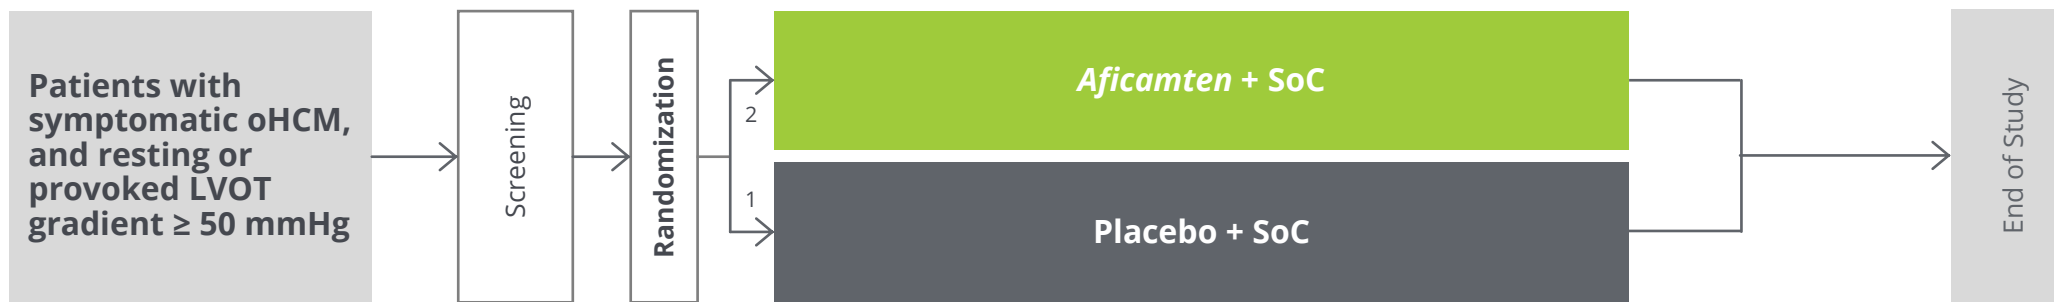 Patients with
symptomatic oHCM,
and resting or
provoked LVOT
gradient ≥ 50 mmHg
Screening
Randomization
2
Aficamten + SoC
1
Placebo + SoC
End of Study